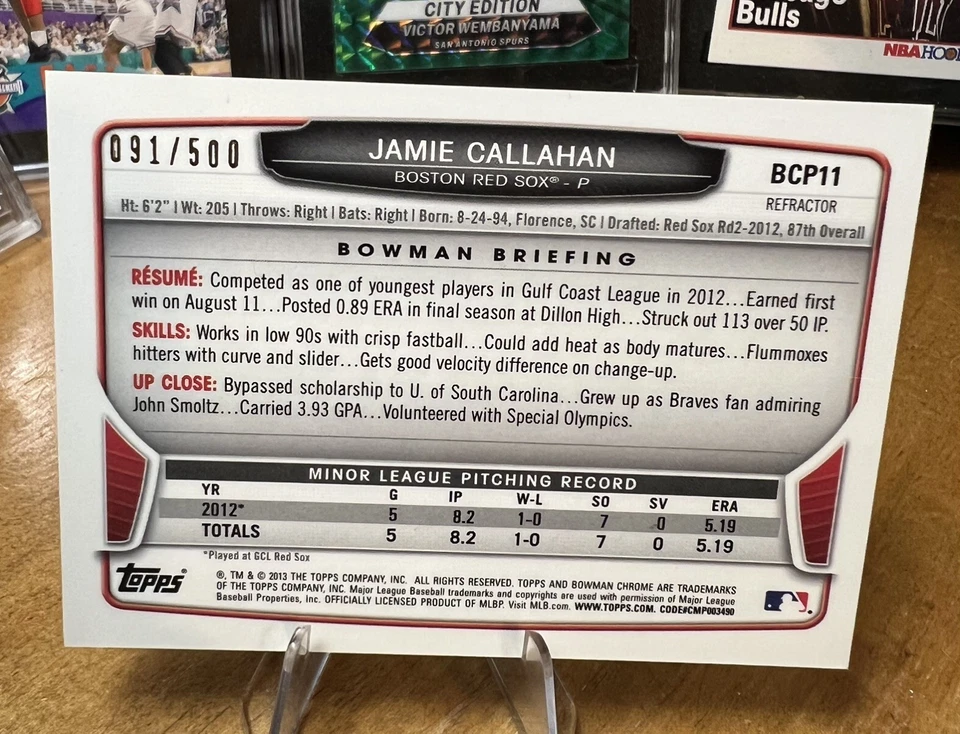 CITY EDITION
VICTOR WEMBANYAMA
SAN ANTONIO SPURS
Bulls
NBAHOO
091/500
JAMIE CALLAHAN
BOSTON RED SOX® - P
BCP11
REFRACTOR
Ht: 6'2" | Wt: 205 | Throws: Right | Bats: Right | Born: 8-24-94, Florence, SC | Drafted: Red Sox Rd2-2012, 87th Overall
BOWMAN BRIEFING
RÉSUMÉ: Competed as one of youngest players in Gulf Coast League in 2012...Earned first
win on August 11...Posted 0.89 ERA in final season at Dillon High...Struck out 113 over 50 IP.
SKILLS: Works in low 90s with crisp fastball...Could add heat as body matures...Flummoxes
hitters with curve and slider...Gets good velocity difference on change-up.
UP CLOSE: Bypassed scholarship to U. of South Carolina...Grew up as Braves fan admiring
John Smoltz...Carried 3.93 GPA...Volunteered with Special Olympics.
MINOR LEAGUE PITCHING RECORD
YR G IP W-L SO SV ERA
2012* 5 8.2 1-0 7 0 5.19
TOTALS 5 8.2 1-0 7 0 5.19
*Played at GCL Red Sox
topps®
®, TM & © 2013 THE TOPPS COMPANY, INC. ALL RIGHTS RESERVED. TOPPS AND BOWMAN CHROME ARE TRADEMARKS
OF THE TOPPS COMPANY, INC. Major League Baseball trademarks and copyrights are used with permission of Major League
Baseball Properties, Inc. OFFICIALLY LICENSED PRODUCT OF MLBP. Visit MLB.com. WWW.TOPPS.COM. CODE#CMP003490